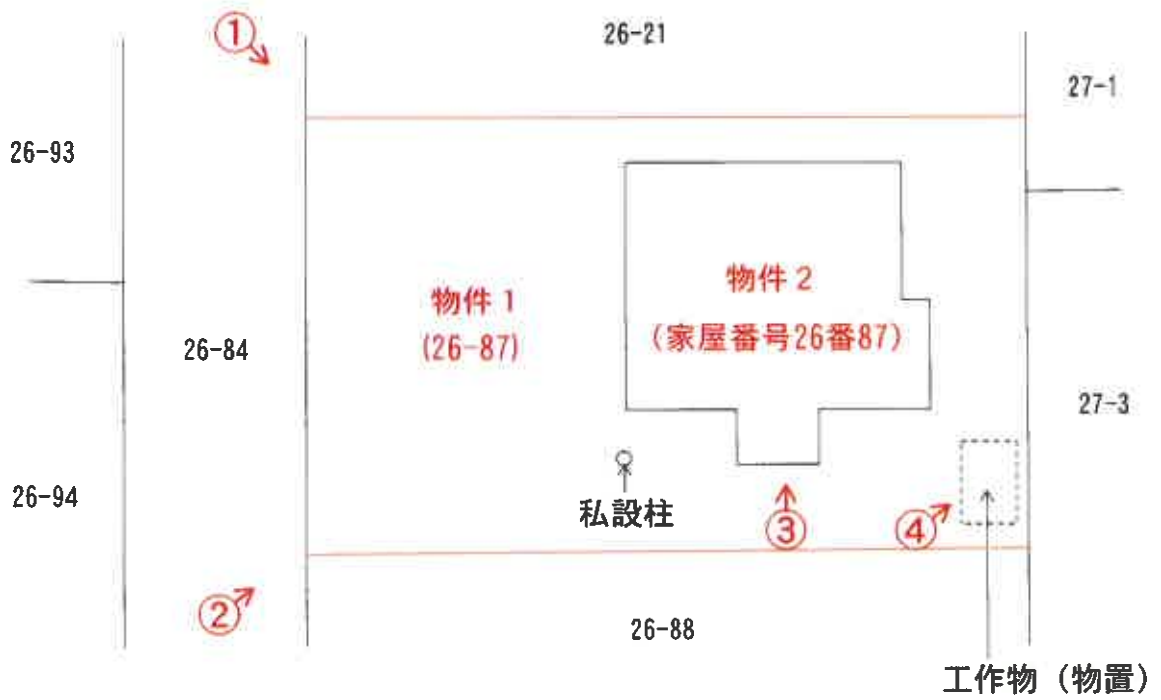 ①
26-21
27-1
26-93
物件2
物件1
(家屋番号26番87)
(26-87)
26-84
27-3
26-94
私設柱
③
④
②
26-88
工作物 (物置)